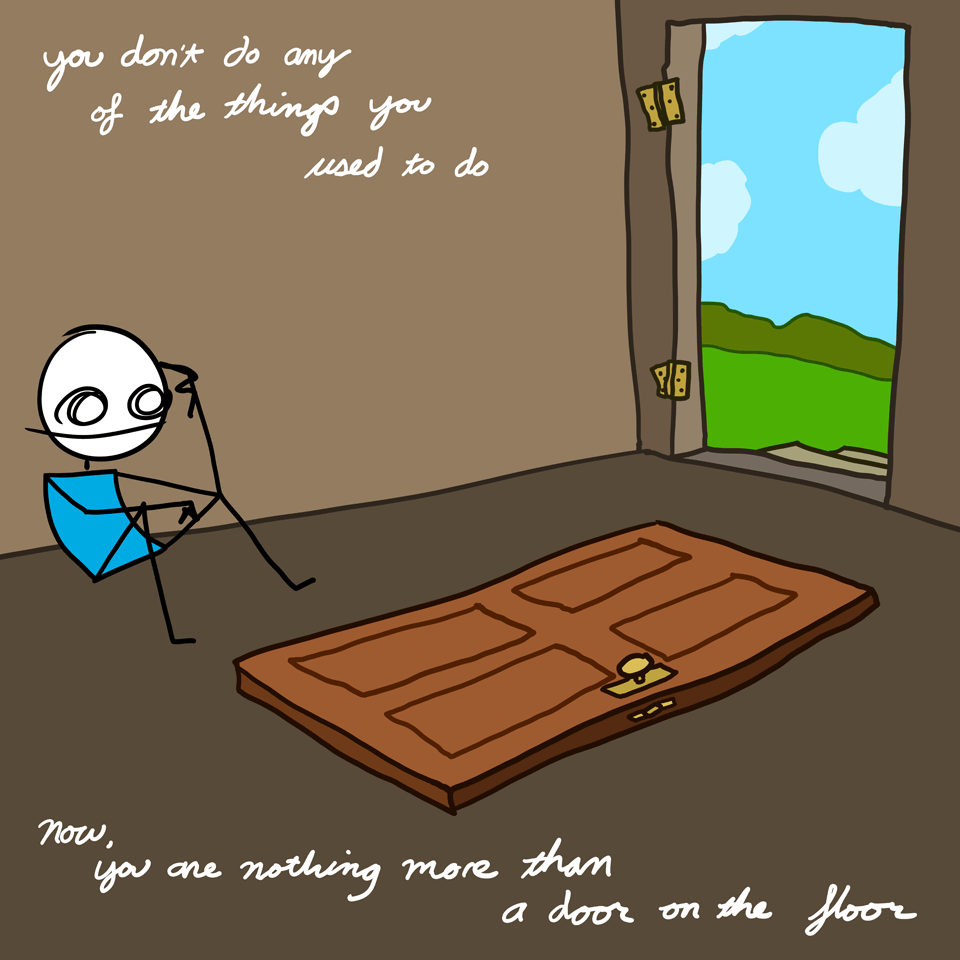 you don't do any
of the things you
used to do
now,
you are nothing more than
a door on the floor